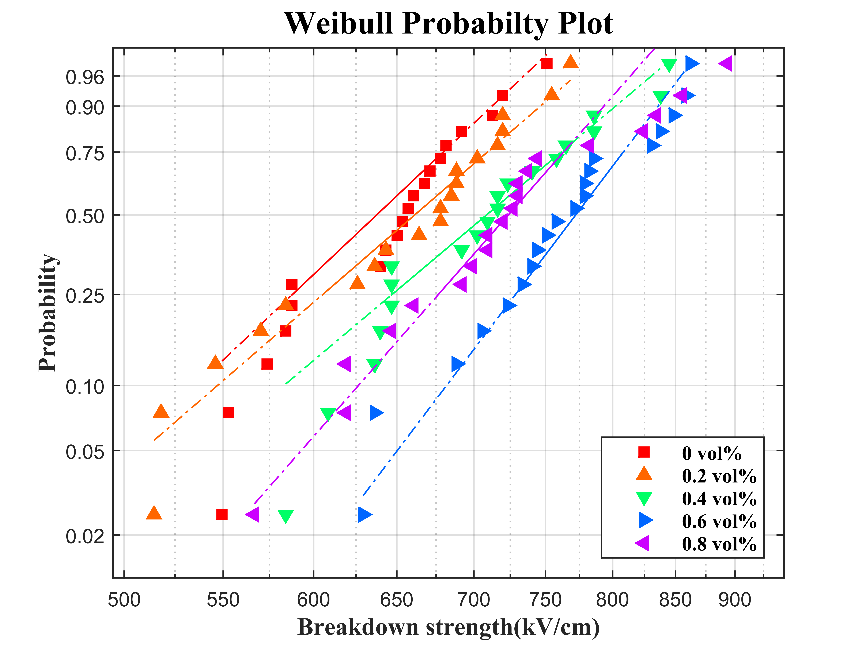 Weibull Probabilty Plot
Probability
0.96
0.90
0.75
0.50
0.25
0.10
0.05
0.02
500 550 600 650 700 750 800 850 900
Breakdown strength(kV/cm)
0 vol%
0.2 vol%
0.4 vol%
0.6 vol%
0.8 vol%